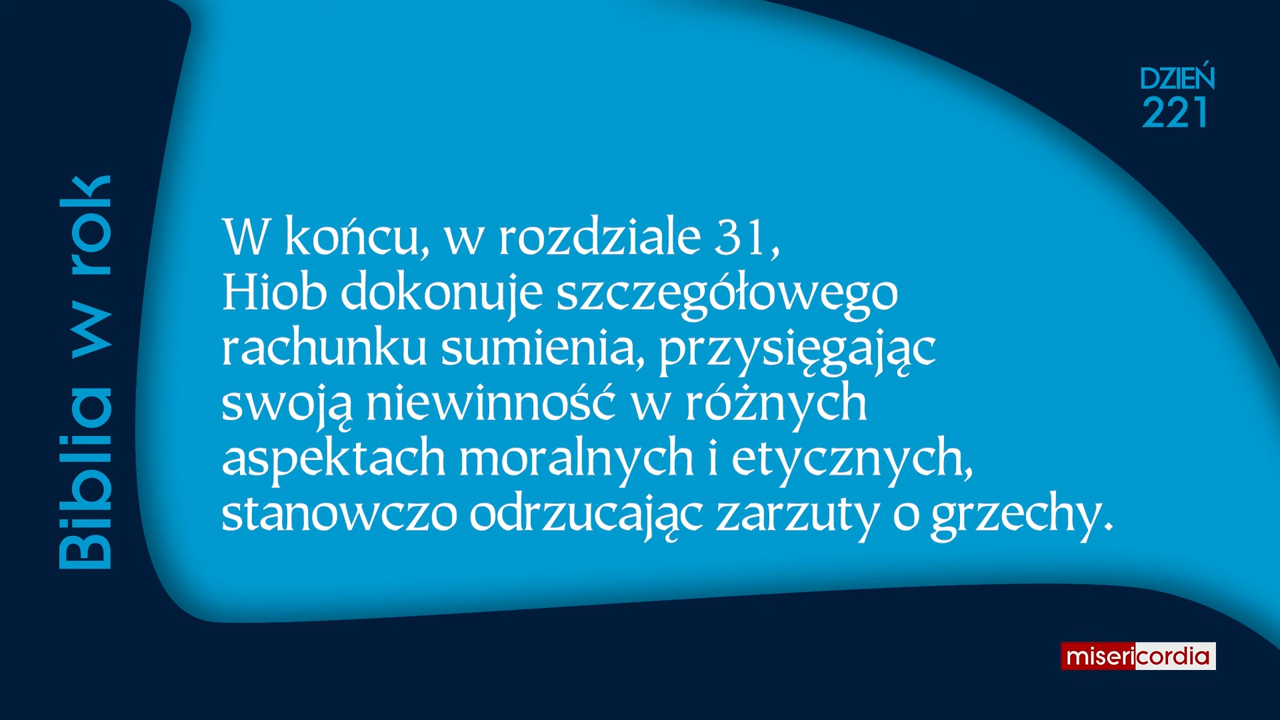 DZIEŃ
221
Biblia w rok
W końcu, w rozdziale 31,
Hiob dokonuje szczegółowego
rachunku sumienia, przysięgając
swoją niewinność w różnych
aspektach moralnych i etycznych,
stanowczo odrzucając zarzuty o grzechy.
misericordia